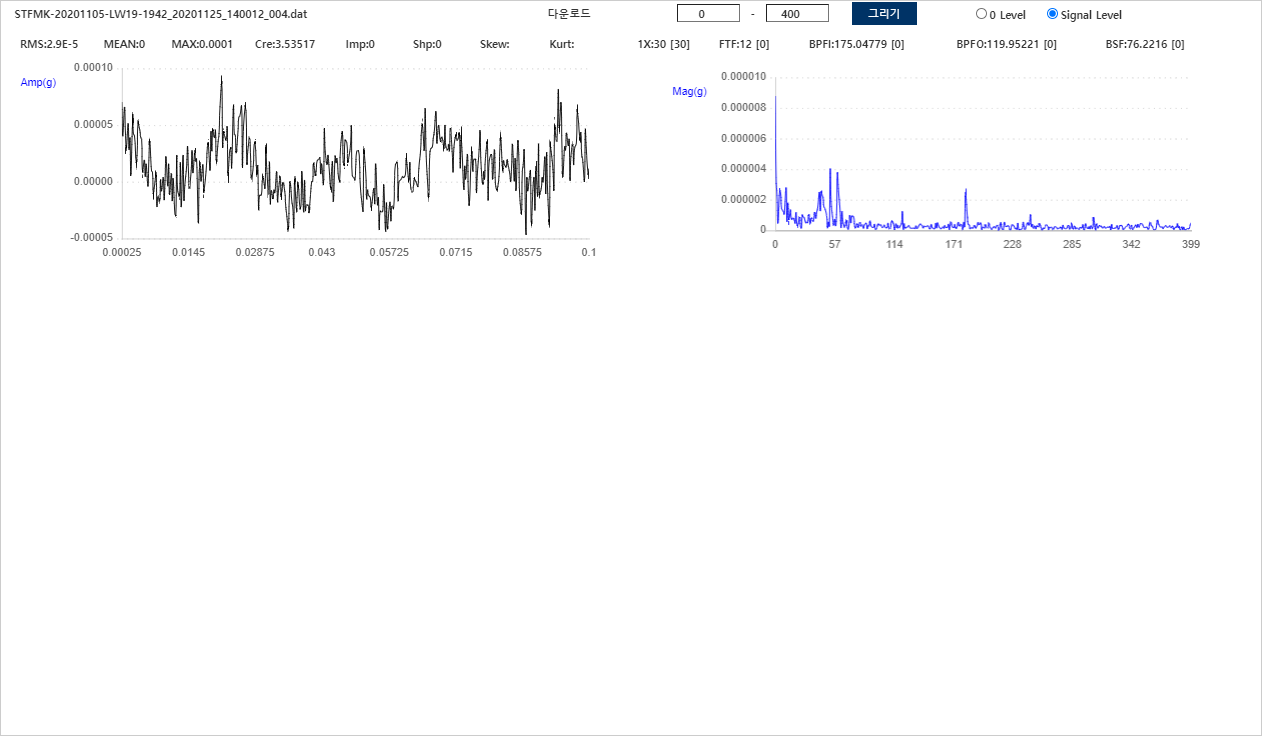 STFMK-20201105-LW19-1942_20201125_140012_004.dat 다운로드 0 - 400 그리기 0 Level Signal Level
RMS:2.9E-5 MEAN:0 MAX:0.0001 Cre:3.53517 Imp:0 Shp:0 Skew: Kurt: 1X:30 [30] FTF:12 [0] BPFI:175.04779 [0] BPFO:119.95221 [0] BSF:76.2216 [0]
Amp(g)
0.00010
0.00005
0.00000
-0.00005
0.00025 0.0145 0.02875 0.043 0.05725 0.0715 0.08575 0.1
Mag(g)
0.000010
0.000008
0.000006
0.000004
0.000002
0
0 57 114 171 228 285 342 399